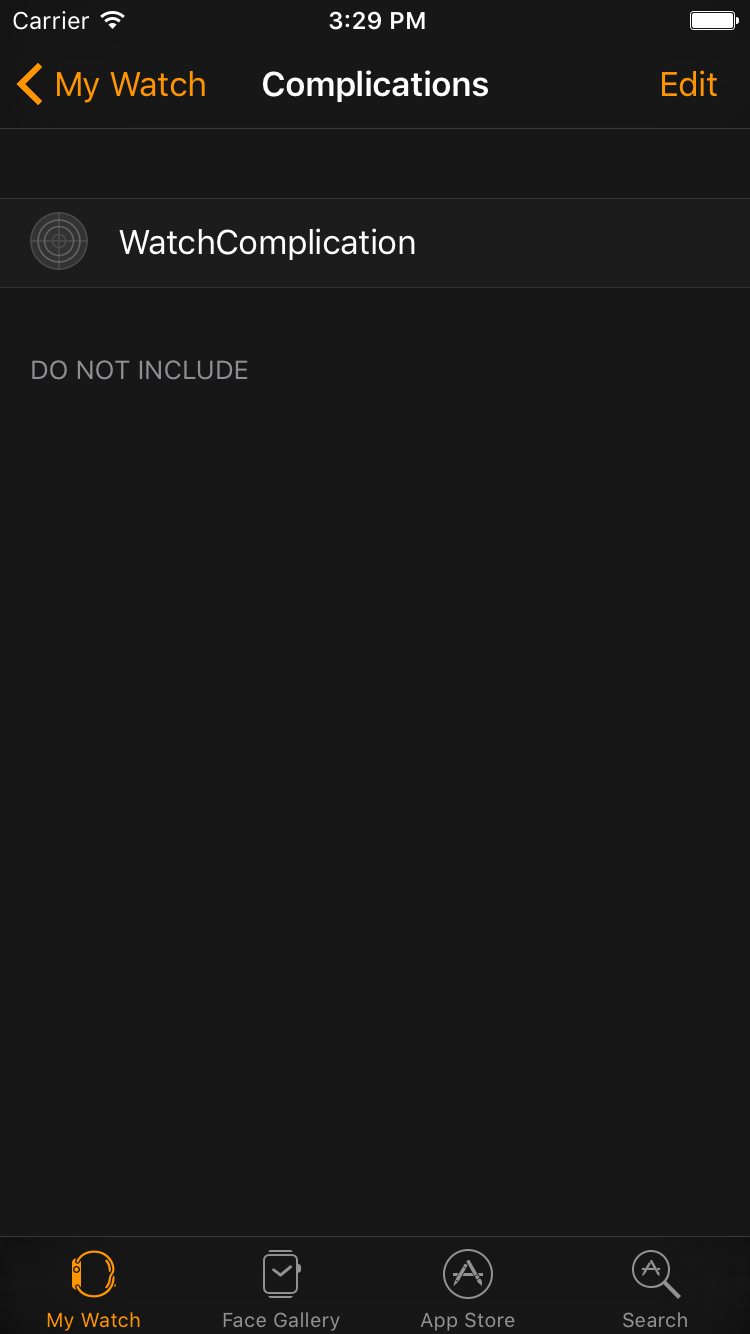 Carrier 3:29 PM
My Watch Complications Edit
WatchComplication
DO NOT INCLUDE
My Watch Face Gallery App Store Search